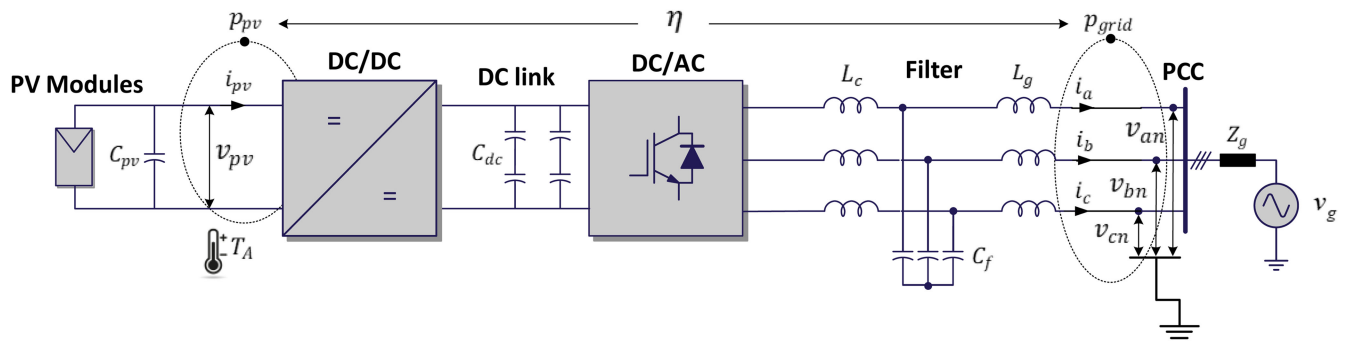 p_pv
η
p_grid
PV Modules
i_pv
DC/DC
DC link
DC/AC
L_c
Filter
L_g
i_a
PCC
=
C_pv
v_pv
C_dc
i_b
v_an
Z_g
=
i_c
v_bn
v_g
v_cn
+
-
T_A
C_f